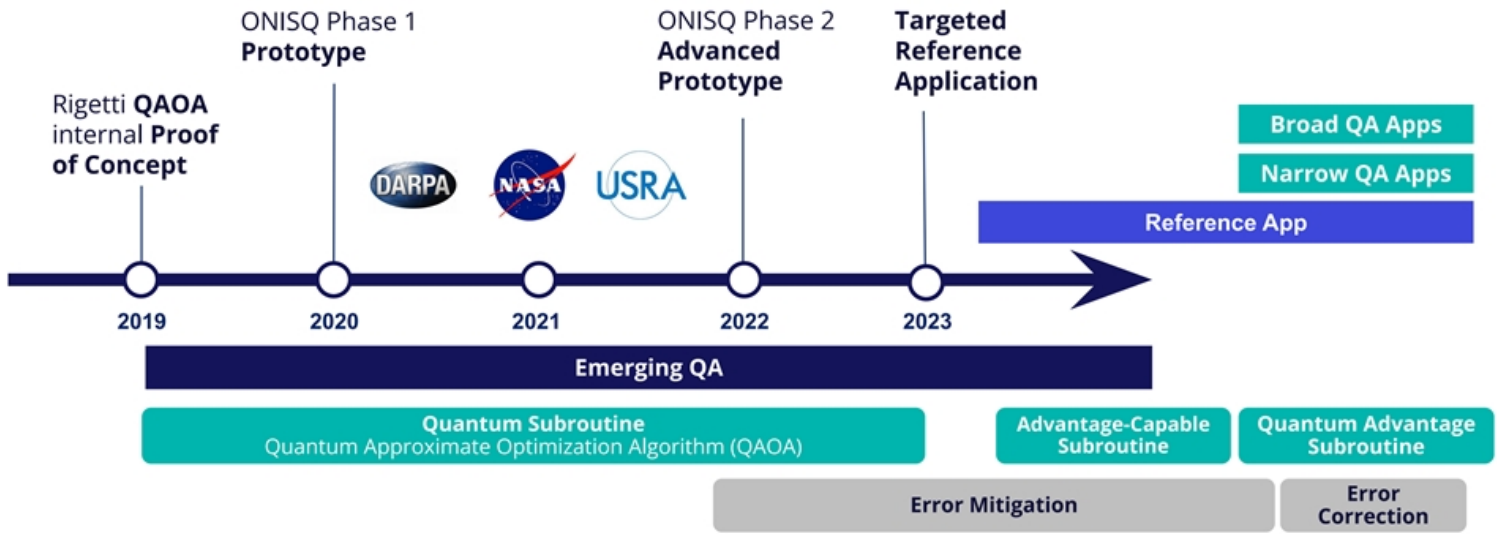 ONISQ Phase 1
Prototype
ONISQ Phase 2
Advanced
Prototype
Targeted
Reference
Application
Rigetti QAOA
internal Proof
of Concept
DARPA
NASA
USRA
Broad QA Apps
Narrow QA Apps
Reference App
2019
2020
2021
2022
2023
Emerging QA
Quantum Subroutine
Quantum Approximate Optimization Algorithm (QAOA)
Advantage-Capable
Subroutine
Quantum Advantage
Subroutine
Error Mitigation
Error
Correction